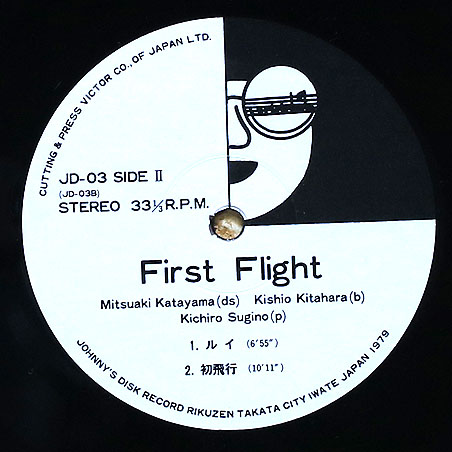 CUTTING & PRESS VICTOR CO., OF JAPAN LTD.
JD-03 SIDE II
(JD-03B)
STEREO 33⅓ R.P.M.
First Flight
Mitsuaki Katayama (ds) Kishio Kitahara (b)
Kichiro Sugino (p)
1. ルイ (6'55")
2. 初飛行 (10'11")
JOHNNY'S DISK RECORD RIKUZEN TAKATA CITY IWATE JAPAN 1979